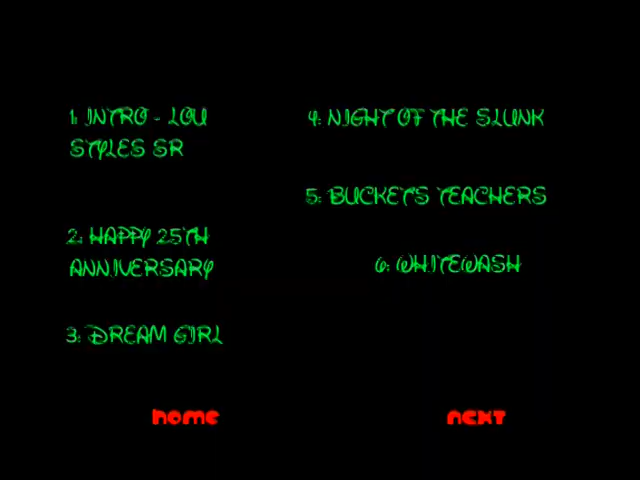 1: INTRO - LOU
STYLES SR
2: HAPPY 25TH
ANNIVERSARY
3: DREAM GIRL
4: NIGHT OF THE SLUNK
5: BUCKETS TEACHERS
6: WHITEWASH
HOME
NEXT